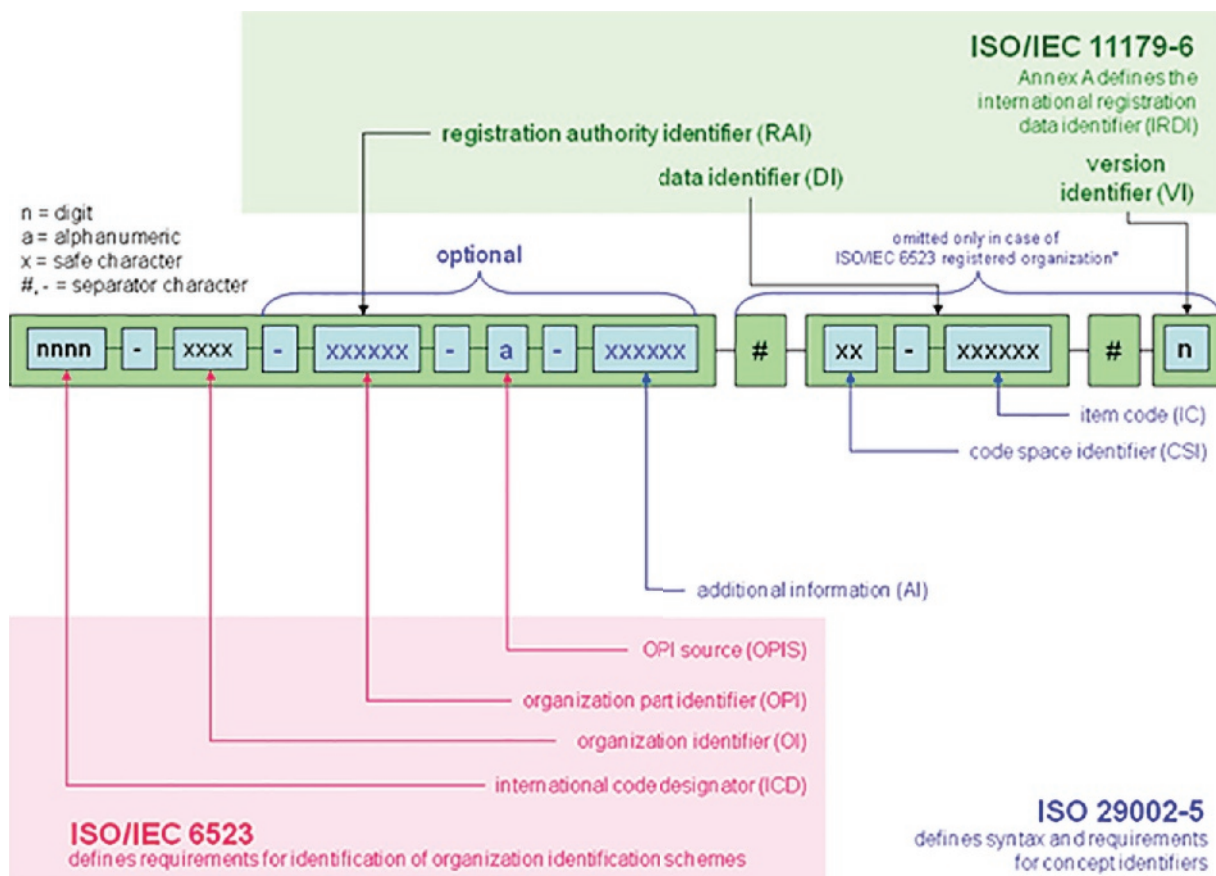 ISO/IEC 11179-6
Annex A defines the
international registration
data identifier (IRDI)
registration authority identifier (RAI)
data identifier (DI)
version
identifier (VI)
n = digit
a = alphanumeric
x = safe character
#, - = separator character
optional
omitted only in case of
ISO/IEC 6523 registered organization*
nnnn - xxxx - xxxxxx - a - xxxxxx # xx - xxxxxx # n
item code (IC)
code space identifier (CSI)
additional information (AI)
OPI source (OPIS)
organization part identifier (OPI)
organization identifier (OI)
international code designator (ICD)
ISO/IEC 6523
defines requirements for identification of organization identification schemes
ISO 29002-5
defines syntax and requirements
for concept identifiers